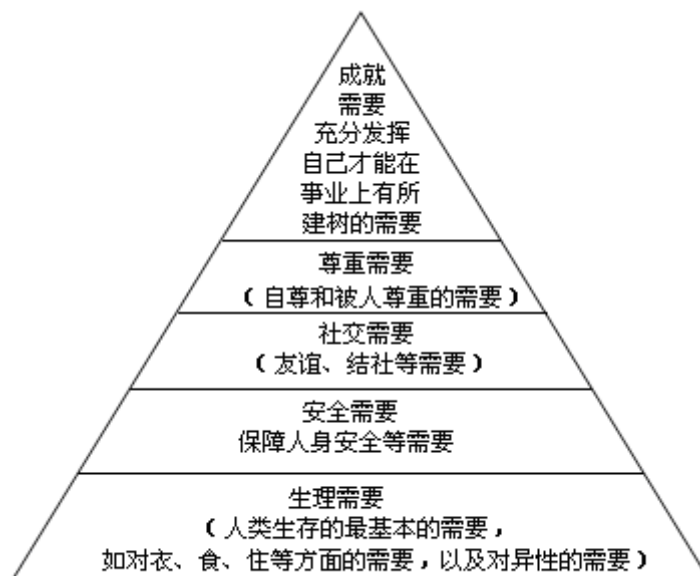 成就
需要
充分发挥
自己才能在
事业上有所
建树的需要
尊重需要
（自尊和被人尊重的需要）
社交需要
（友谊、结社等需要）
安全需要
保障人身安全等需要
生理需要
（人类生存的最基本的需要，
如对衣、食、住等方面的需要，以及对异性的需要）